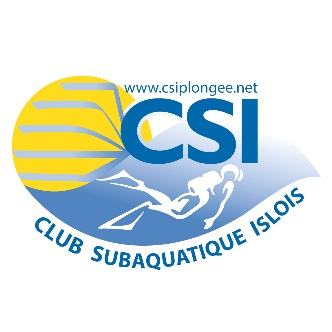 www.csiplongee.net
CSI
CLUB SUBAQUATIQUE ISLOIS